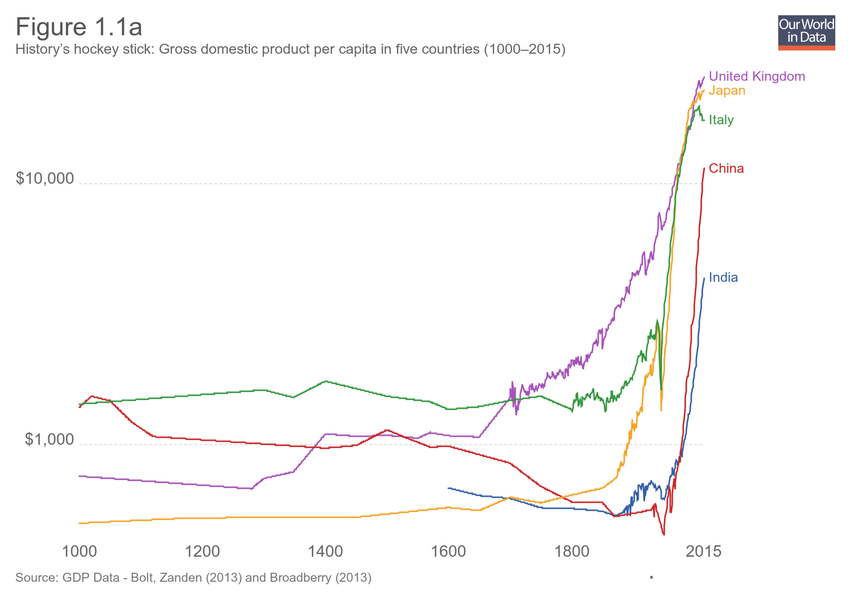 Figure 1.1a
History's hockey stick: Gross domestic product per capita in five countries (1000–2015)
Our World
in Data
United Kingdom
Japan
Italy
$10,000
China
India
$1,000
1000 1200 1400 1600 1800 2015
Source: GDP Data - Bolt, Zanden (2013) and Broadberry (2013)